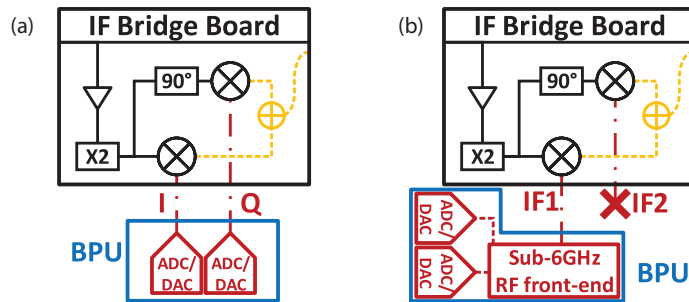 (a)
IF Bridge Board
90°
X2
I
Q
BPU
ADC/
DAC
ADC/
DAC
(b)
IF Bridge Board
90°
X2
IF1
IF2
ADC/
DAC
ADC/
DAC
Sub-6GHz
RF front-end
BPU